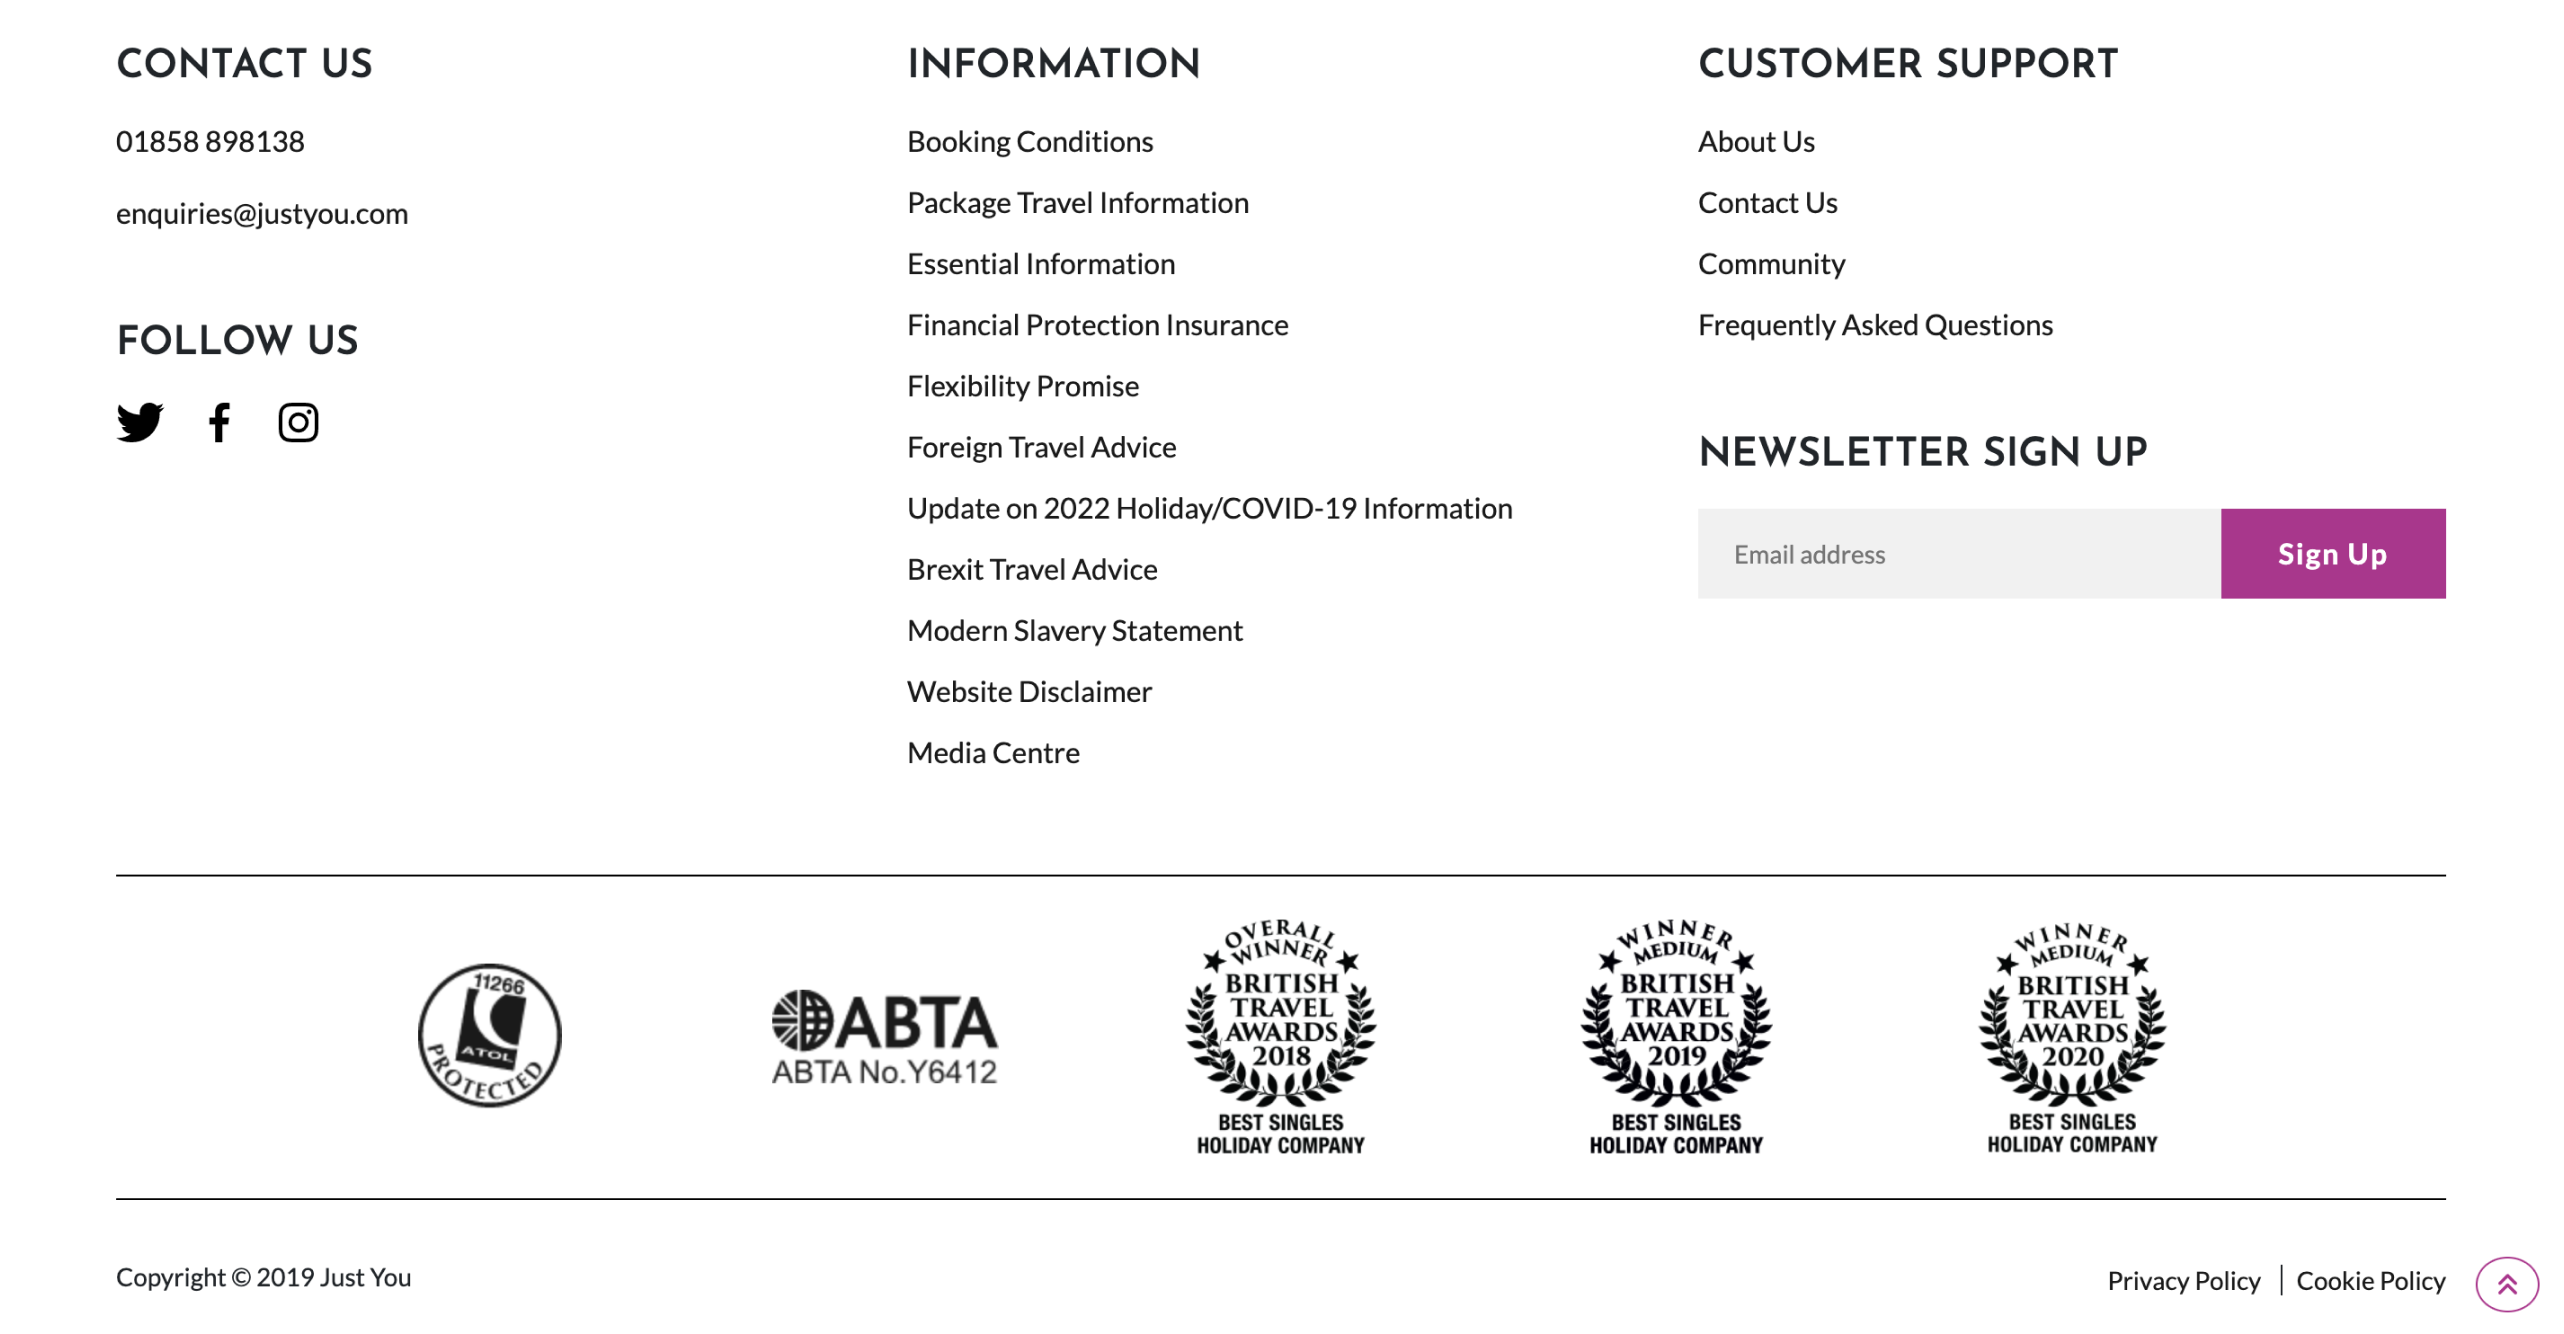 CONTACT US
01858 898138
enquiries@justyou.com
FOLLOW US
INFORMATION
Booking Conditions
Package Travel Information
Essential Information
Financial Protection Insurance
Flexibility Promise
Foreign Travel Advice
Update on 2022 Holiday/COVID-19 Information
Brexit Travel Advice
Modern Slavery Statement
Website Disclaimer
Media Centre
CUSTOMER SUPPORT
About Us
Contact Us
Community
Frequently Asked Questions
NEWSLETTER SIGN UP
Email address
Sign Up
11266
ATOL
PROTECTED
ABTA
ABTA No.Y6412
OVERALL
WINNER
BRITISH
TRAVEL
AWARDS
2018
BEST SINGLES
HOLIDAY COMPANY
WINNER
MEDIUM
BRITISH
TRAVEL
AWARDS
2019
BEST SINGLES
HOLIDAY COMPANY
WINNER
MEDIUM
BRITISH
TRAVEL
AWARDS
2020
BEST SINGLES
HOLIDAY COMPANY
Copyright © 2019 Just You
Privacy Policy
Cookie Policy